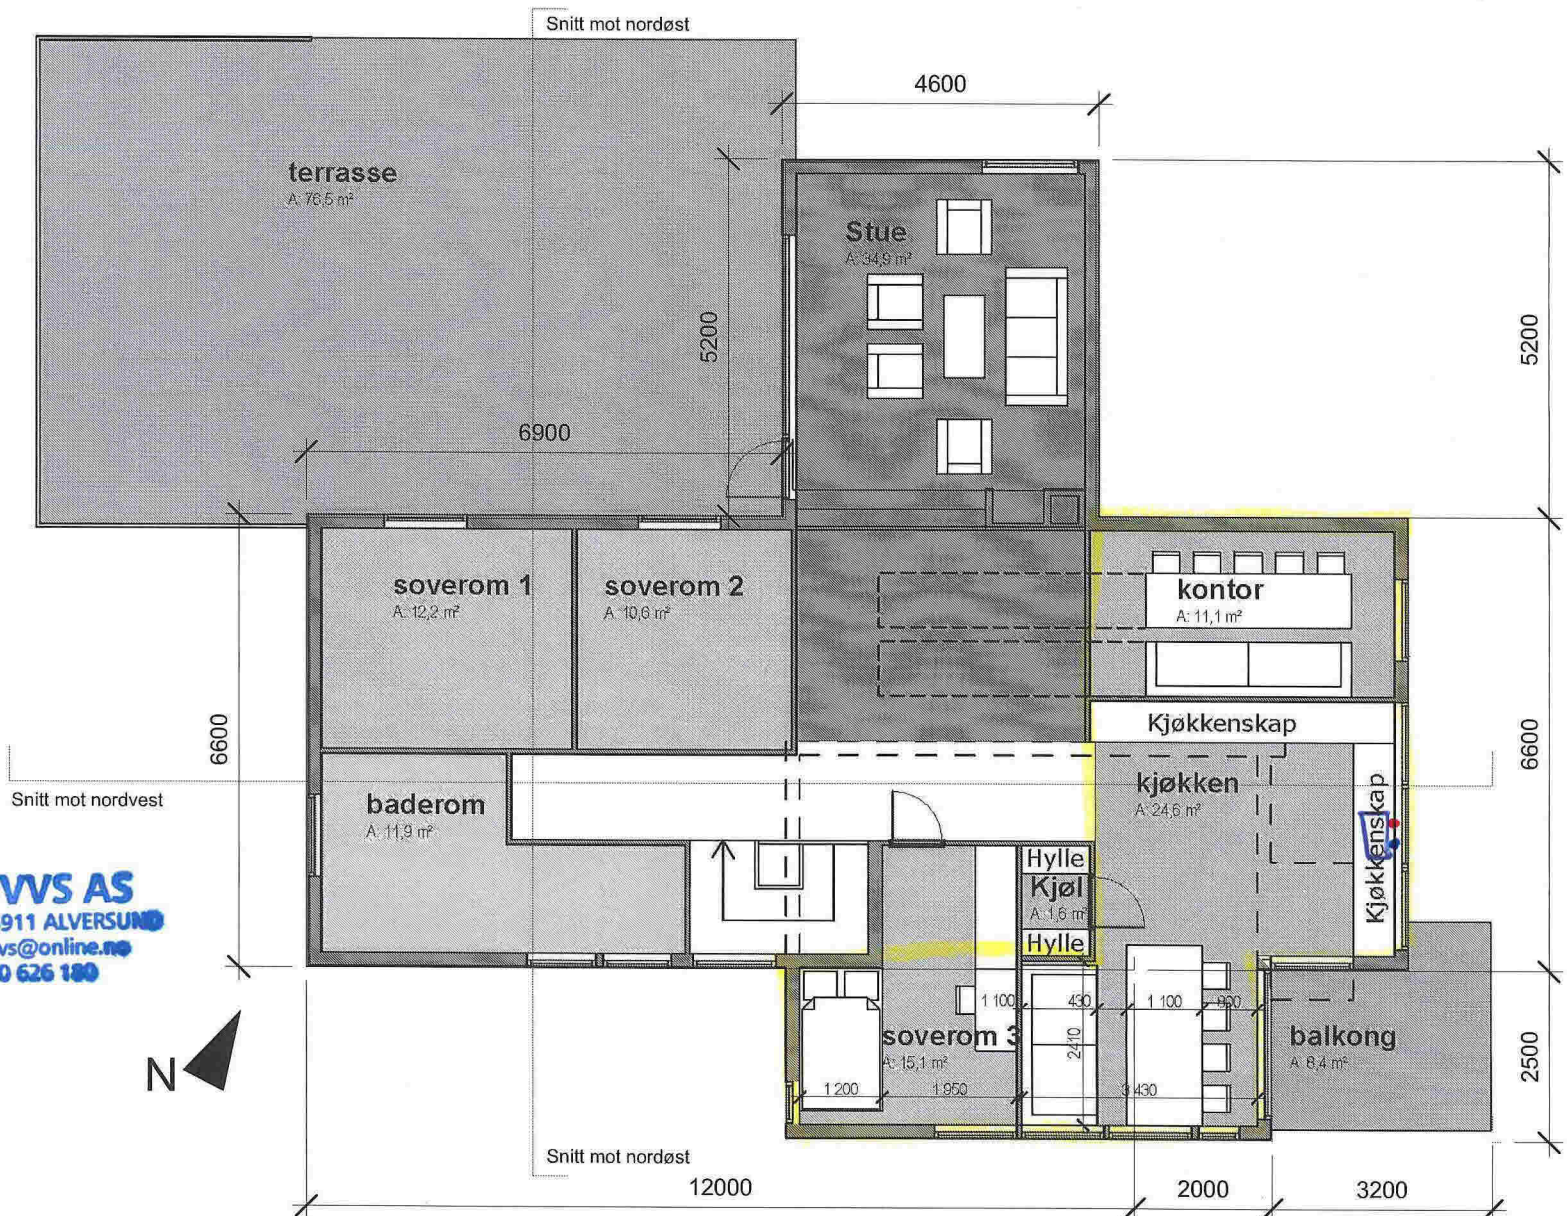 Snitt mot nordøst
4600
terrasse
A: 76,5 m²
Stue
A: 34,9 m²
5200
5200
6900
soverom 1
A: 12,2 m²
soverom 2
A: 10,6 m²
kontor
A: 11,1 m²
6600
Kjøkkenskap
6600
Snitt mot nordvest
baderom
A: 11,9 m²
kjøkken
A: 24,6 m²
Kjøkkenskap
Hylle
Kjøl
A: 1,6 m²
Hylle
VVS AS
911 ALVERSUND
vs@online.no
0 626 180
N
1 100
430
1 100
900
2410
soverom 3
A: 15,1 m²
balkong
A: 8,4 m²
2500
1 200
1 950
3 430
Snitt mot nordøst
12000
2000
3200